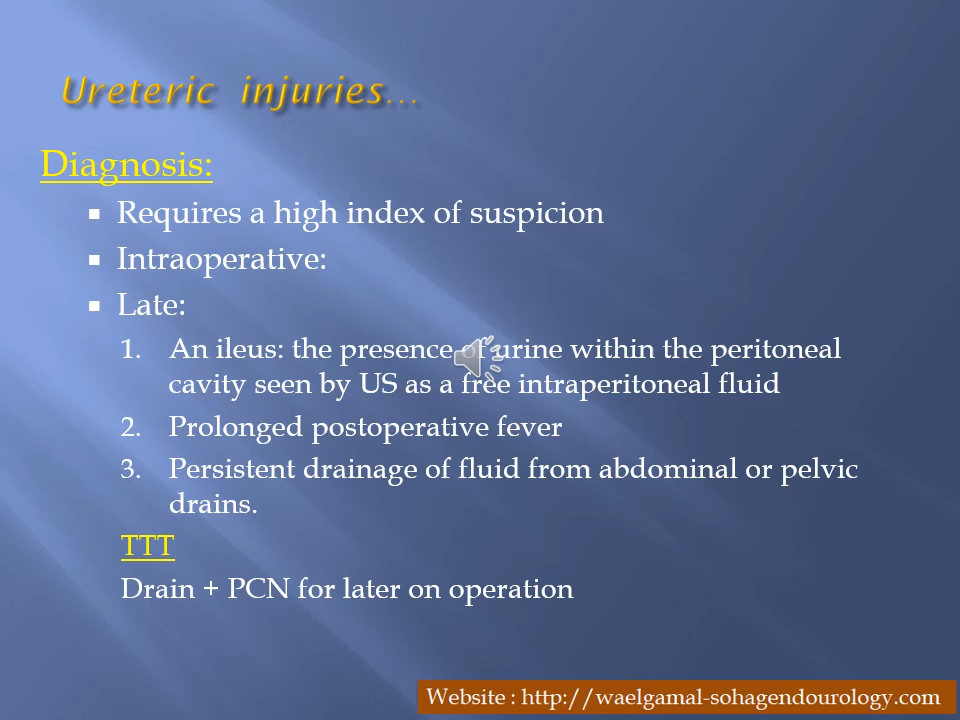 Ureteric injuries...
Diagnosis:
▪ Requires a high index of suspicion
▪ Intraoperative:
▪ Late:
1. An ileus: the presence of urine within the peritoneal
cavity seen by US as a free intraperitoneal fluid
2. Prolonged postoperative fever
3. Persistent drainage of fluid from abdominal or pelvic
drains.
TTT
Drain + PCN for later on operation
Website : http://waelgamal-sohagendourology.com